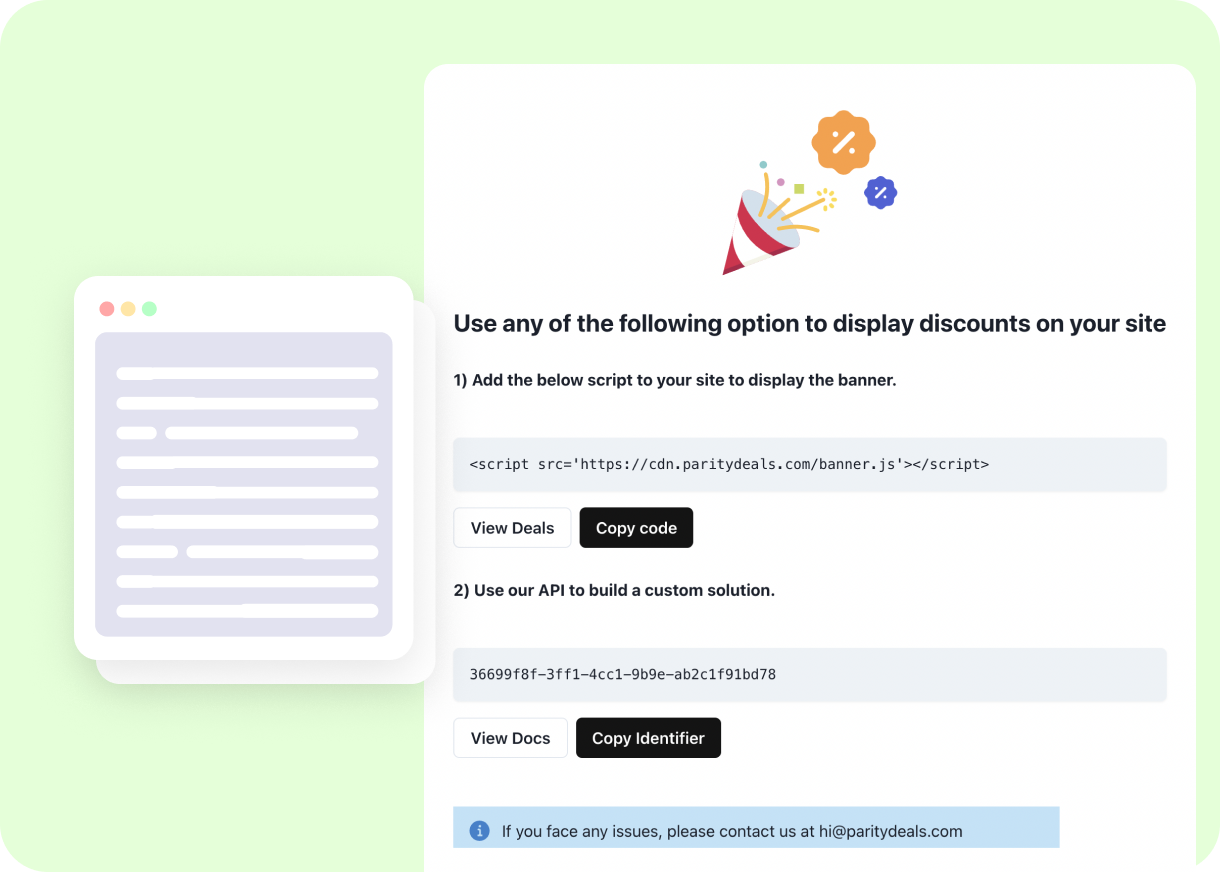 Use any of the following option to display discounts on your site
1) Add the below script to your site to display the banner.
<script src='https://cdn.paritydeals.com/banner.js'></script>
View Deals
Copy code
2) Use our API to build a custom solution.
36699f8f-3ff1-4cc1-9b9e-ab2c1f91bd78
View Docs
Copy Identifier
If you face any issues, please contact us at hi@paritydeals.com